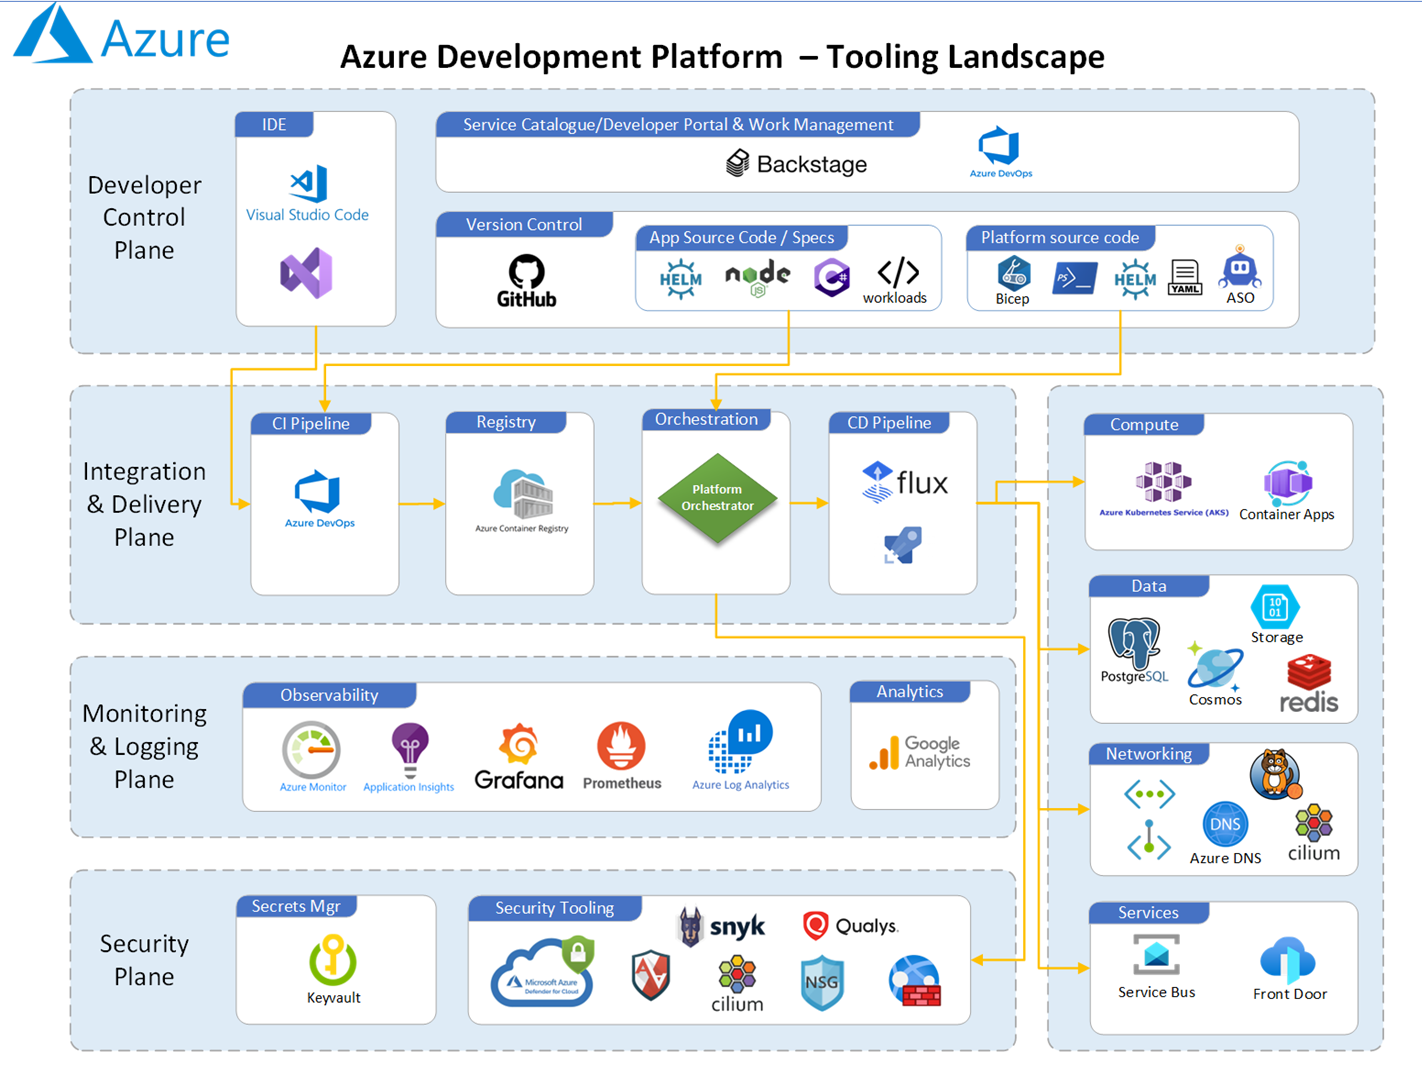 Azure
Azure Development Platform – Tooling Landscape
Developer
Control
Plane
IDE
Visual Studio Code
Service Catalogue/Developer Portal & Work Management
Backstage
Azure DevOps
Version Control
GitHub
App Source Code / Specs
HELM
node
JS
C#
</>
workloads
Platform source code
Bicep
PS
HELM
YAML
ASO
Integration
& Delivery
Plane
CI Pipeline
Azure DevOps
Registry
Azure Container Registry
Orchestration
Platform
Orchestrator
CD Pipeline
flux
Compute
Azure Kubernetes Service (AKS)
Container Apps
Data
PostgreSQL
10
01
Storage
Cosmos
redis
Networking
DNS
Azure DNS
cilium
Services
Service Bus
Front Door
Monitoring
& Logging
Plane
Observability
Azure Monitor
Application Insights
Grafana
Prometheus
Azure Log Analytics
Analytics
Google
Analytics
Security
Plane
Secrets Mgr
Keyvault
Security Tooling
Microsoft Azure
Defender for Cloud
snyk
Qualys.
cilium
NSG